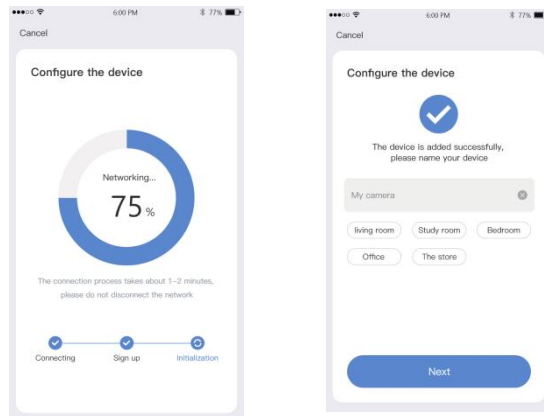 6:00 PM
77%
Cancel
Configure the device
Networking...
75 %
The connection process takes about 1-2 minutes,
please do not disconnect the network
Connecting
Sign up
Initialization
6:00 PM
77%
Cancel
Configure the device
The device is added successfully,
please name your device
My camera
living room
Study room
Bedroom
Office
The store
Next